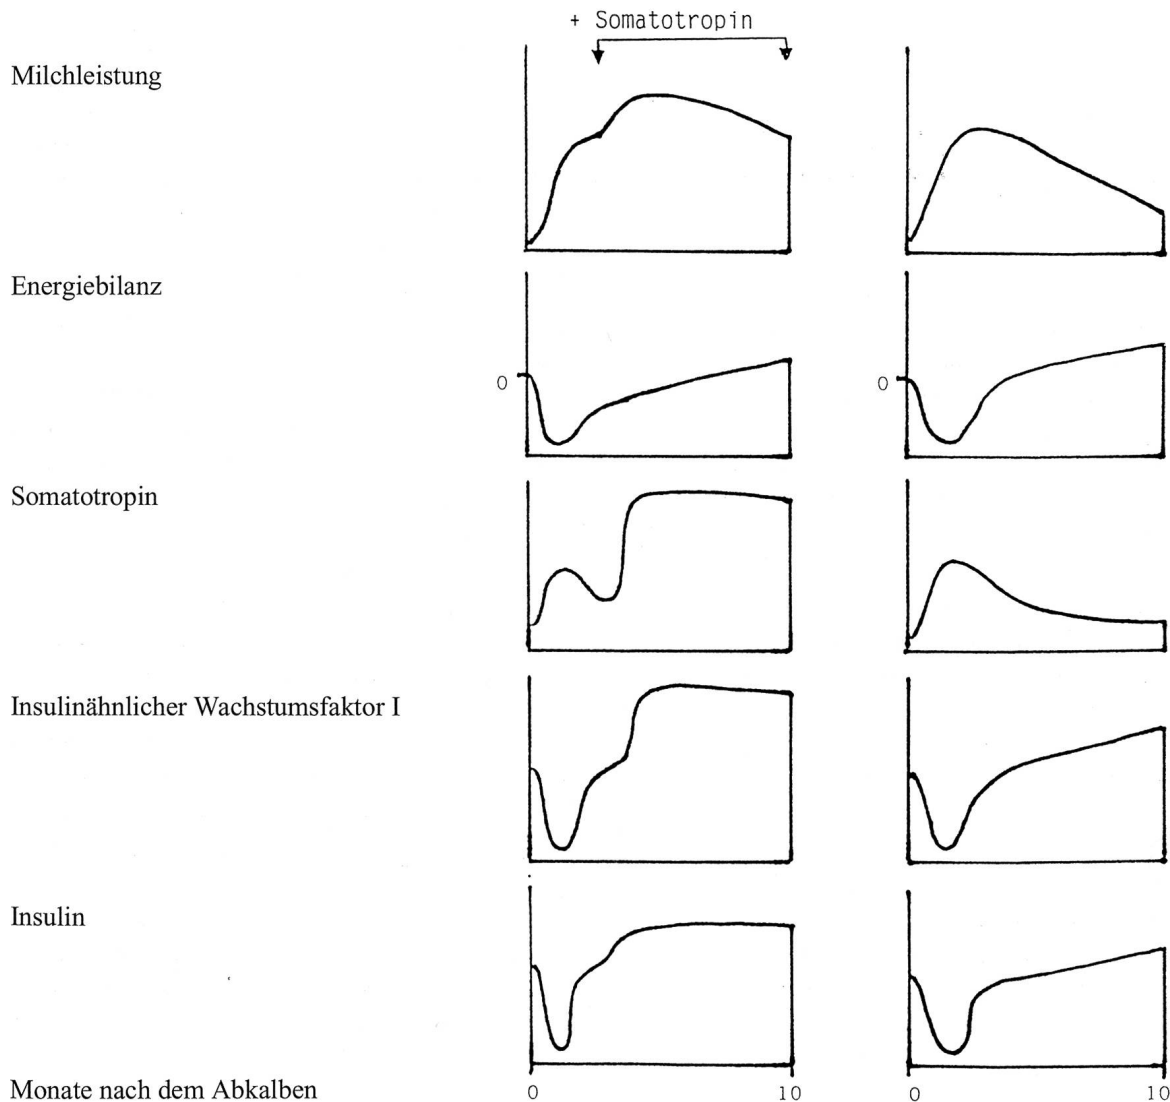 + Somatotropin
Milchleistung
Energiebilanz
0 0
Somatotropin
Insulinähnlicher Wachstumsfaktor I
Insulin
Monate nach dem Abkalben 0 10 0 10